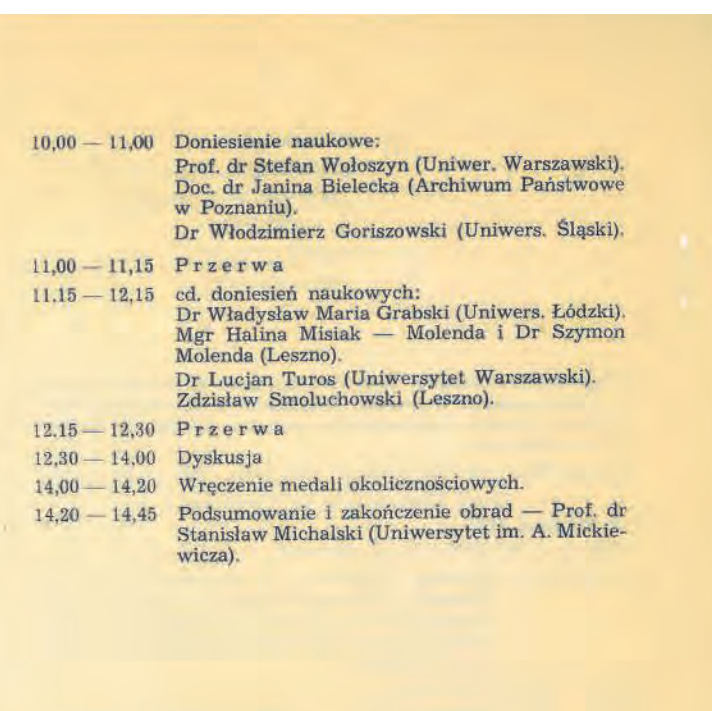 10,00 — 11,00 Doniesienie naukowe:
Prof. dr Stefan Wołoszyn (Uniwer. Warszawski).
Doc. dr Janina Bielecka (Archiwum Państwowe
w Poznaniu).
Dr Włodzimierz Goriszowski (Uniwers. Śląski).
11,00 — 11,15 Przerwa
11.15 — 12,15 cd. doniesień naukowych:
Dr Władysław Maria Grabski (Uniwers. Łódzki).
Mgr Halina Misiak — Molenda i Dr Szymon
Molenda (Leszno).
Dr Lucjan Turos (Uniwersytet Warszawski).
Zdzisław Smoluchowski (Leszno).
12.15 — 12,30 Przerwa
12,30 — 14,00 Dyskusja
14,00 — 14,20 Wręczenie medali okolicznościowych.
14,20 — 14,45 Podsumowanie i zakończenie obrad — Prof. dr
Stanisław Michalski (Uniwersytet im. A. Mickie-
wicza).